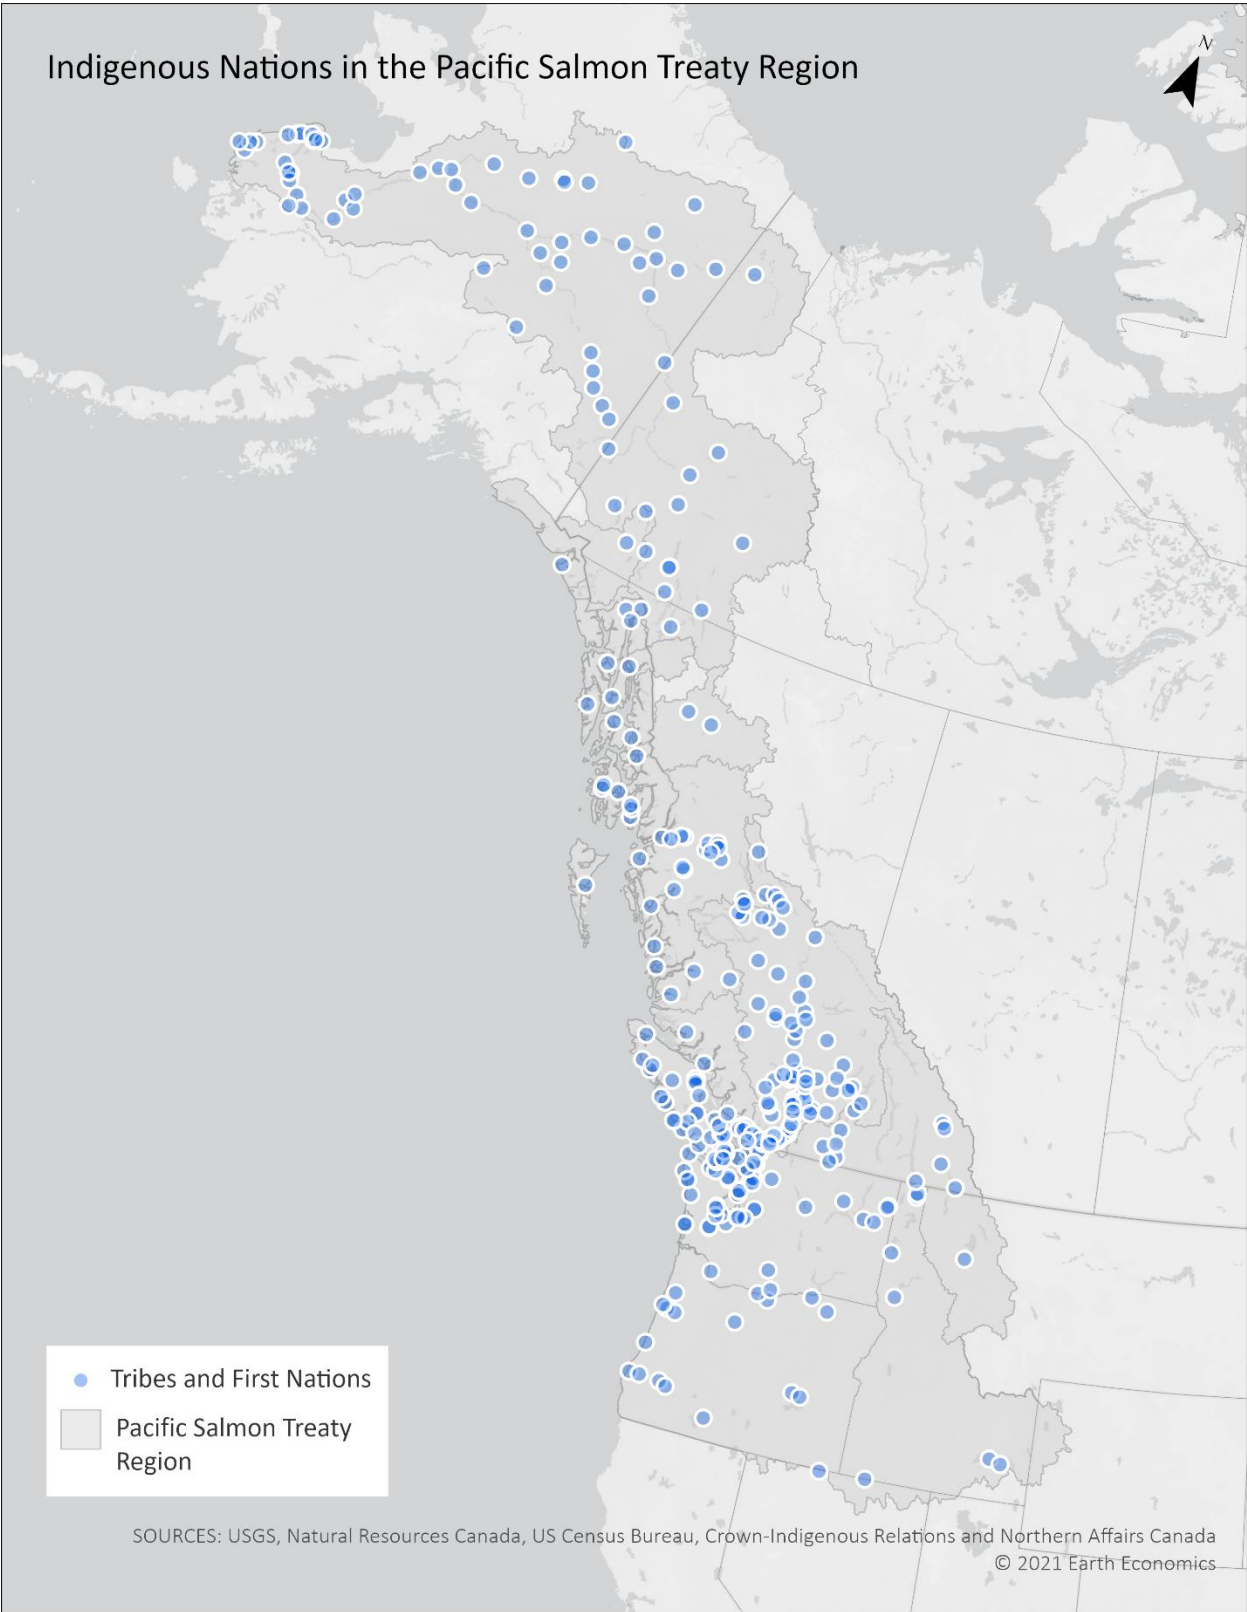 Indigenous Nations in the Pacific Salmon Treaty Region
N
Tribes and First Nations
Pacific Salmon Treaty
Region
SOURCES: USGS, Natural Resources Canada, US Census Bureau, Crown-Indigenous Relations and Northern Affairs Canada
© 2021 Earth Economics